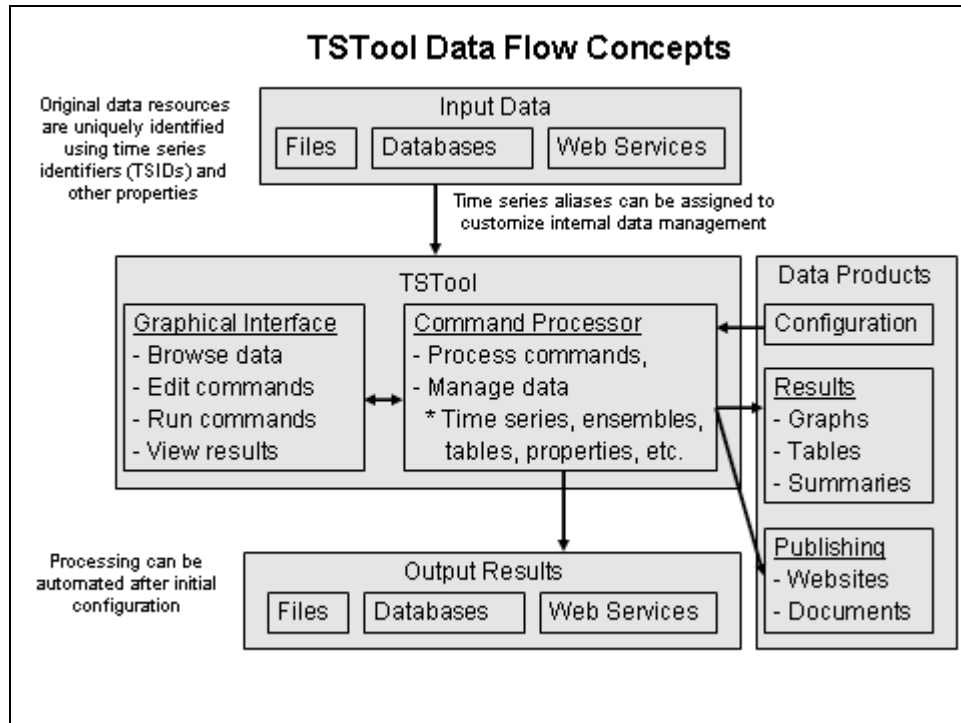 TSTool Data Flow Concepts
Original data resources
are uniquely identified
using time series
identifiers (TSIDs) and
other properties
Input Data
Files
Databases
Web Services
Time series aliases can be assigned to
customize internal data management
TSTool
Graphical Interface
- Browse data
- Edit commands
- Run commands
- View results
Command Processor
- Process commands,
- Manage data
* Time series, ensembles,
tables, properties, etc.
Data Products
Configuration
Results
- Graphs
- Tables
- Summaries
Publishing
- Websites
- Documents
Processing can be
automated after initial
configuration
Output Results
Files
Databases
Web Services